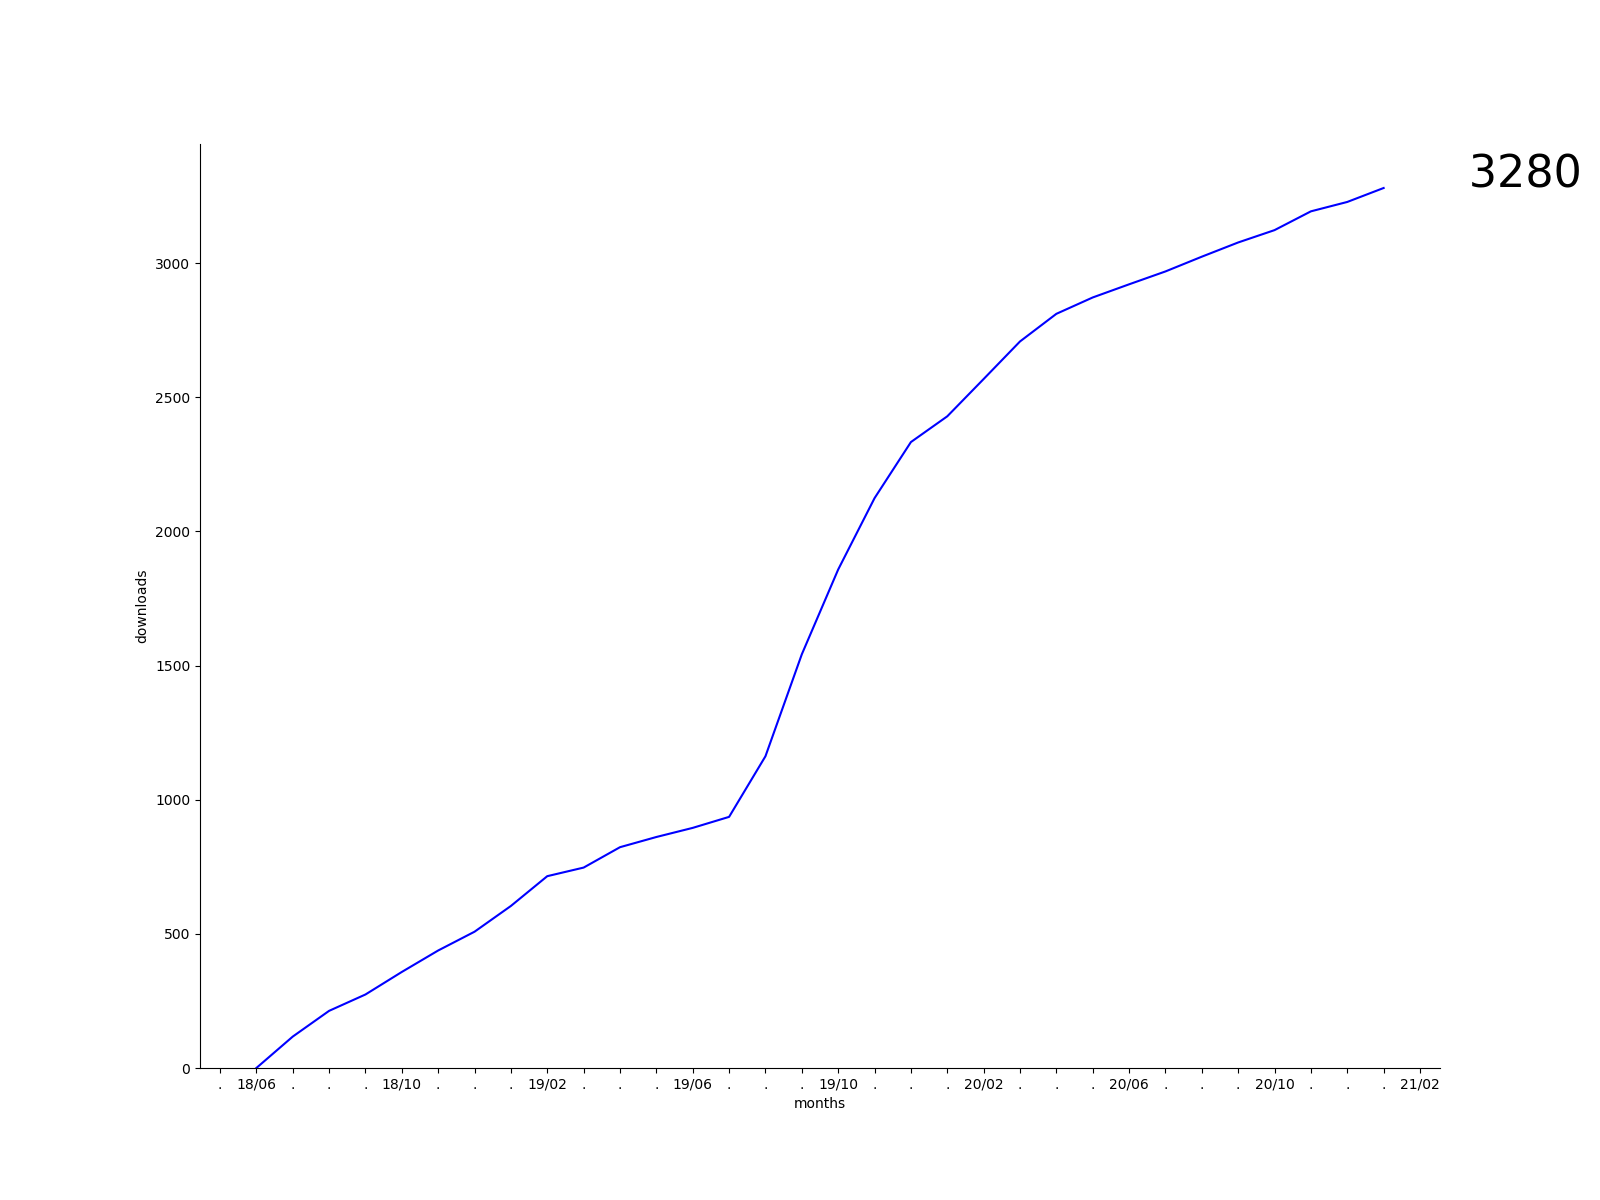 3280
3000
2500
2000
1500
1000
500
0
downloads
. 18/06 . . . 18/10 . . . 19/02 . . . 19/06 . . . 19/10 . . . 20/02 . . . 20/06 . . . 20/10 . . . 21/02
months